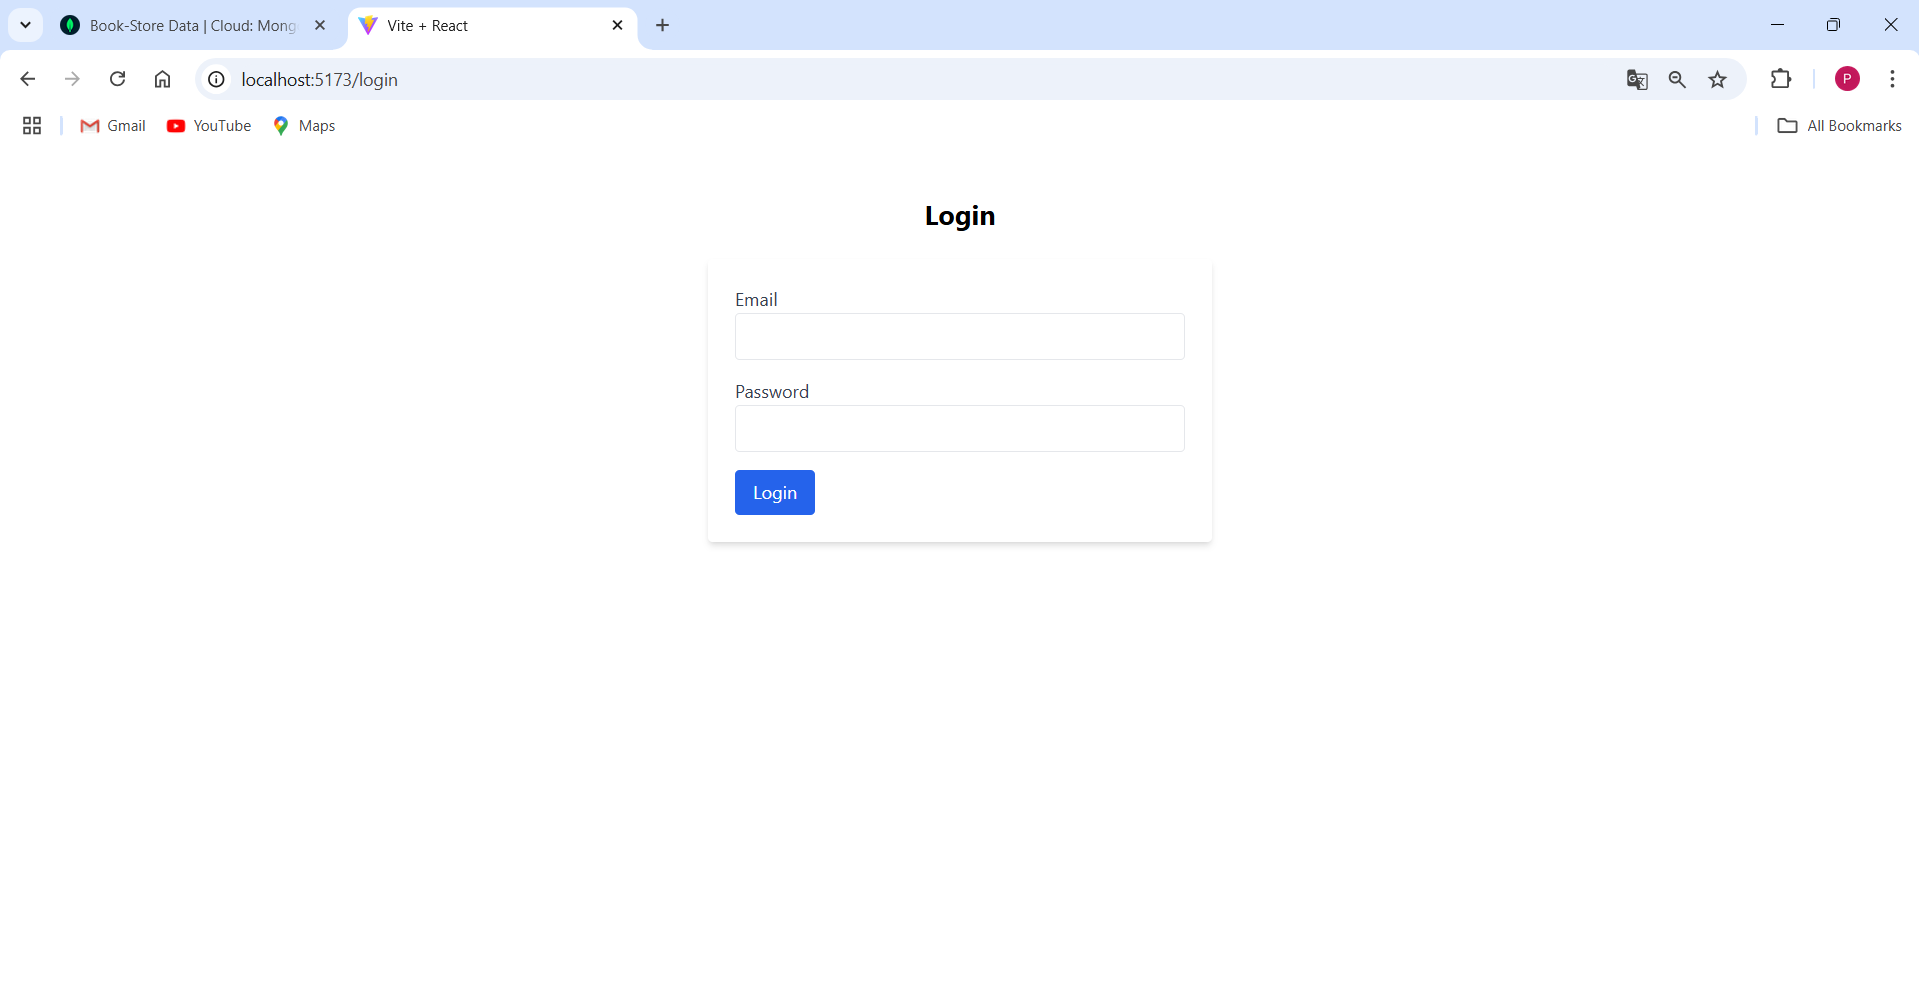 Book-Store Data | Cloud: Mong
Vite + React
localhost:5173/login
P
Gmail
YouTube
Maps
All Bookmarks
Login
Email
Password
Login